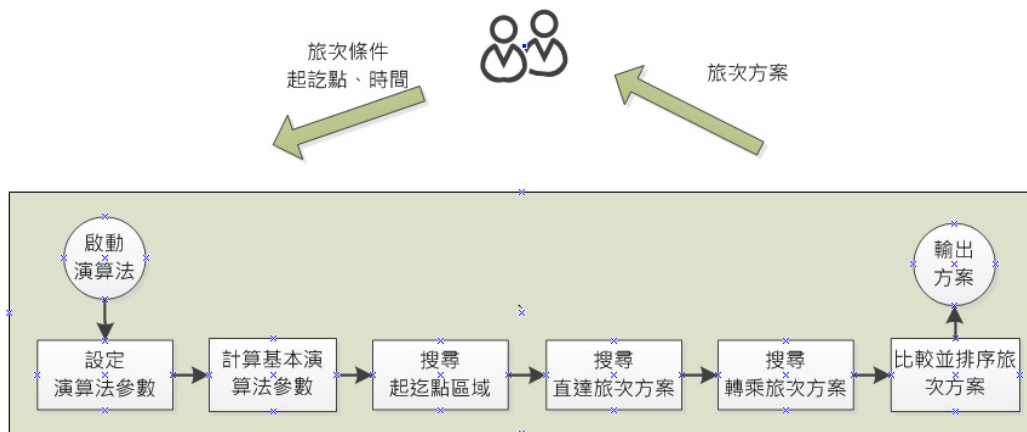 旅次條件
起訖點、時間
旅次方案
啟動
演算法
設定
演算法參數
計算基本演
算法參數
搜尋
起迄點區域
搜尋
直達旅次方案
搜尋
轉乘旅次方案
比較並排序旅
次方案
輸出
方案